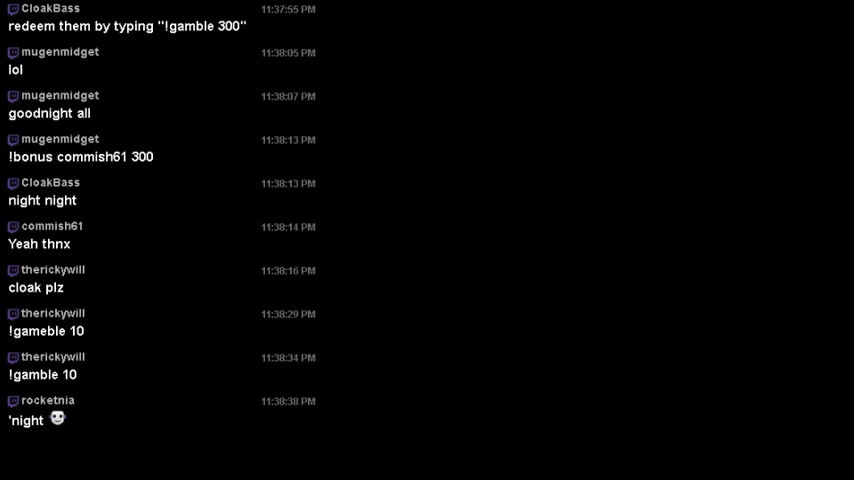 CloakBass 11:37:55 PM
redeem them by typing "!gamble 300"
mugenmidget 11:38:05 PM
lol
mugenmidget 11:38:07 PM
goodnight all
mugenmidget 11:38:13 PM
!bonus commish61 300
CloakBass 11:38:13 PM
night night
commish61 11:38:14 PM
Yeah thnx
therickywill 11:38:16 PM
cloak plz
therickywill 11:38:29 PM
!gameble 10
therickywill 11:38:34 PM
!gamble 10
rocketnia 11:38:38 PM
'night